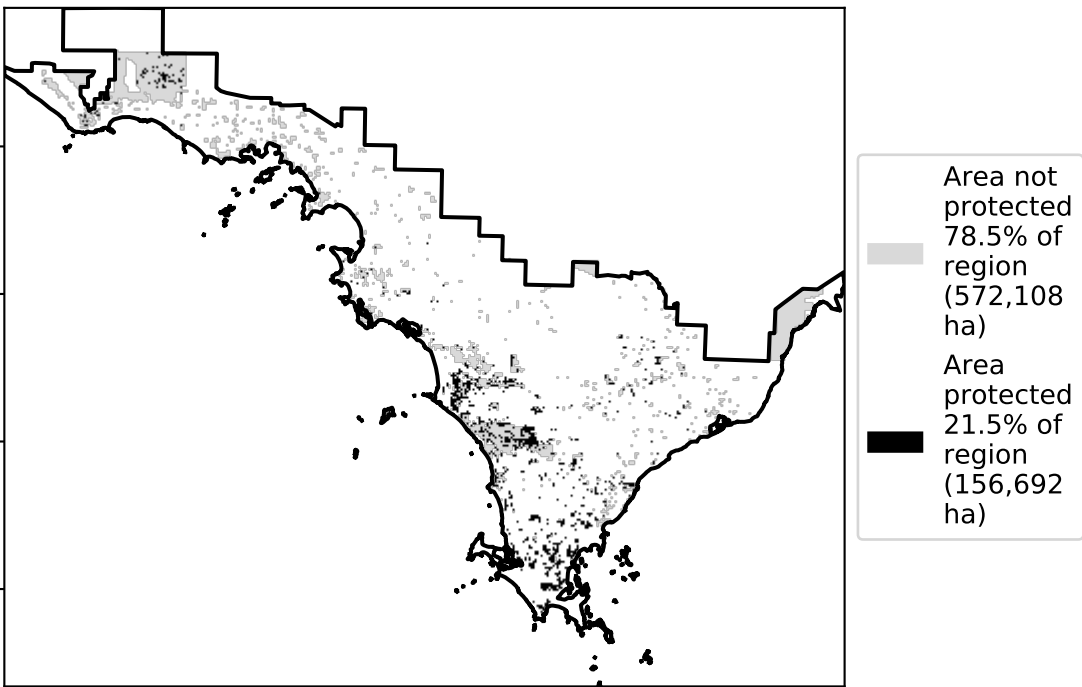 Area not
protected
78.5% of
region
(572,108
ha)
Area
protected
21.5% of
region
(156,692
ha)